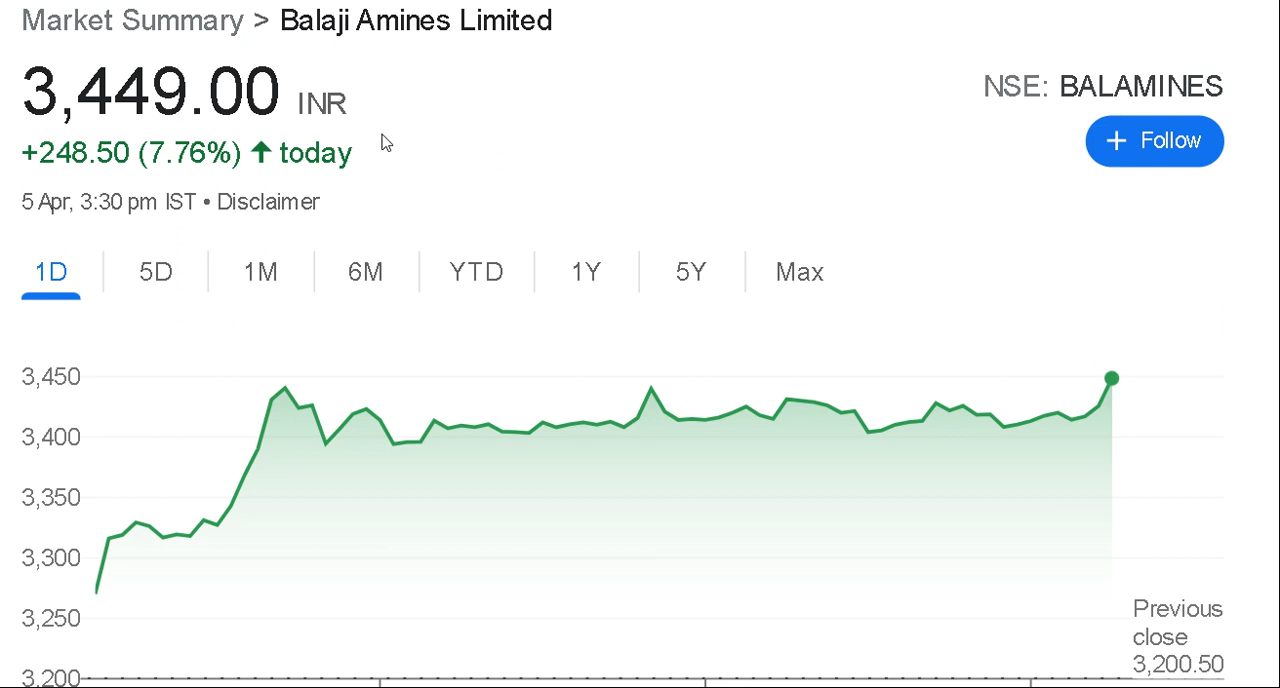 Market Summary > Balaji Amines Limited
3,449.00 INR
NSE: BALAMINES
+248.50 (7.76%) ↑ today
+ Follow
5 Apr, 3:30 pm IST • Disclaimer
1D 5D 1M 6M YTD 1Y 5Y Max
3,450
3,400
3,350
3,300
3,250
3,200
Previous
close
3,200.50